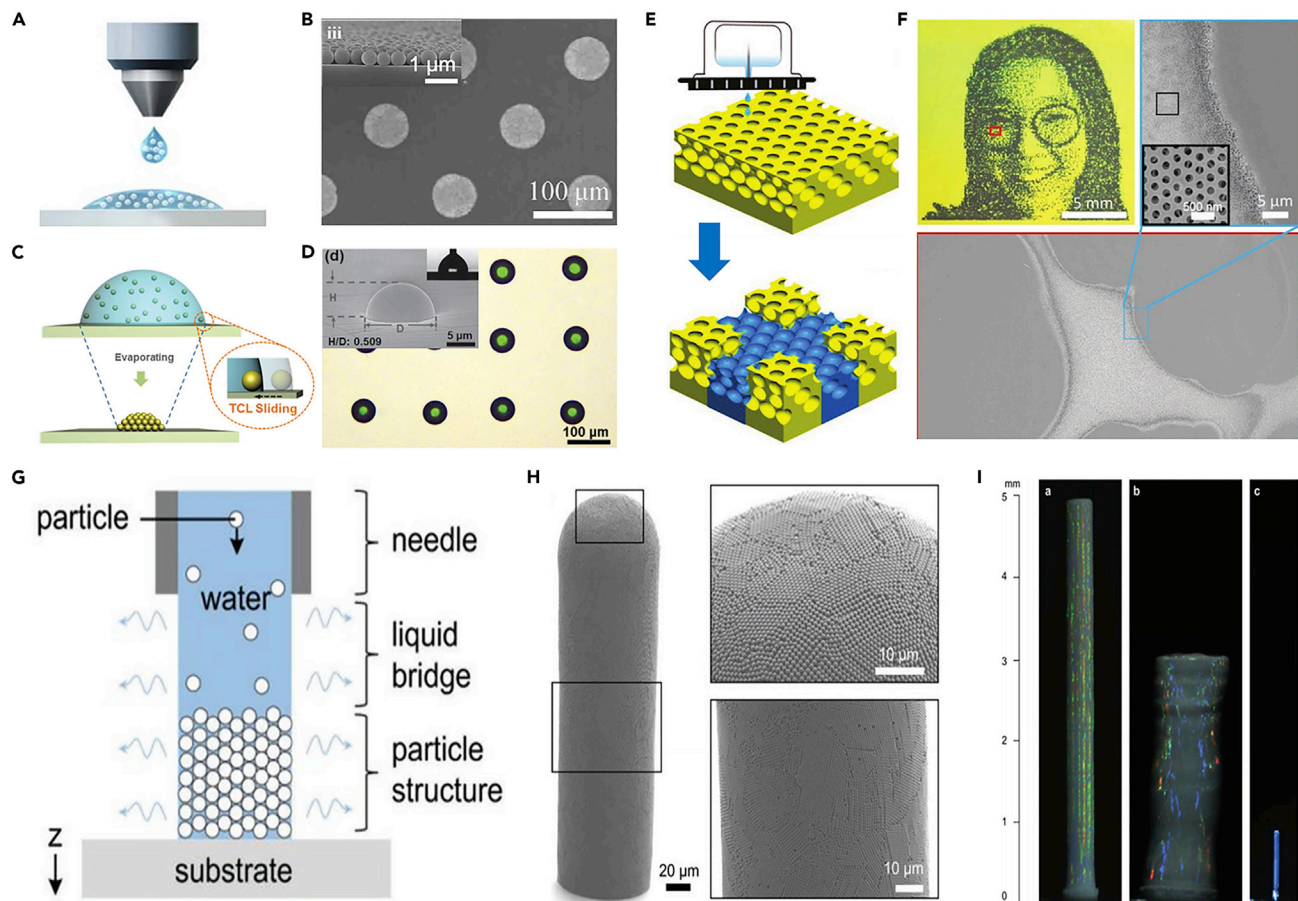 A
B
iii
1 μm
100 μm
C
Evaporating
TCL Sliding
D
(d)
H
D
H/D: 0.509
5 μm
100 μm
E
F
5 mm
500 nm
5 μm
G
particle
water
needle
liquid
bridge
particle
structure
Z
substrate
H
20 μm
10 μm
10 μm
I
mm
5
4
3
2
1
0
a
b
c